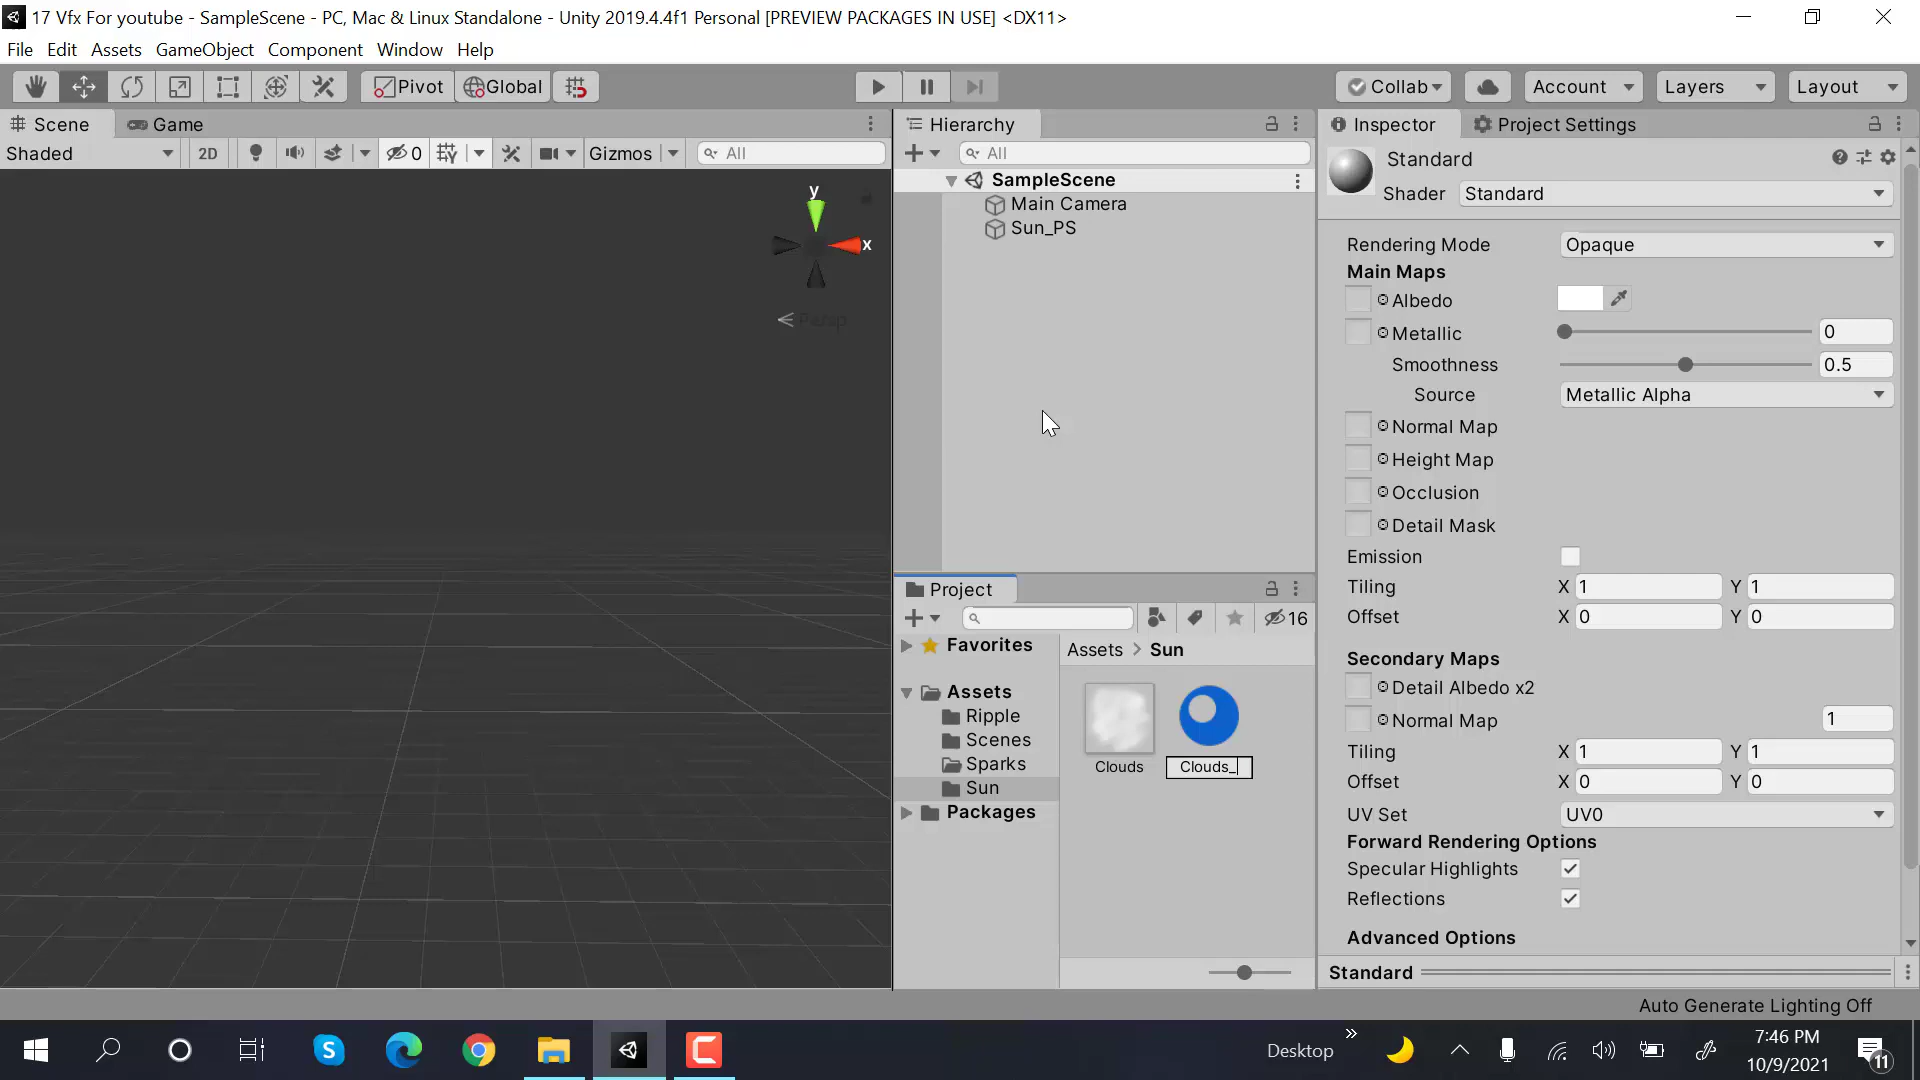 17 Vfx For youtube - SampleScene - PC, Mac & Linux Standalone - Unity 2019.4.4f1 Personal [PREVIEW PACKAGES IN USE] <DX11>
File Edit Assets GameObject Component Window Help
Pivot Global Collab Account Layers Layout
Scene Game
Shaded 2D 0 Gizmos All
y
x
Persp
Hierarchy
All
SampleScene
Main Camera
Sun_PS
Project
16
Favorites
Assets
Ripple
Scenes
Sparks
Sun
Packages
Assets > Sun
Clouds Clouds_
Inspector Project Settings
Standard
Shader Standard
Rendering Mode Opaque
Main Maps
Albedo
Metallic 0
Smoothness 0.5
Source Metallic Alpha
Normal Map
Height Map
Occlusion
Detail Mask
Emission
Tiling X 1 Y 1
Offset X 0 Y 0
Secondary Maps
Detail Albedo x2
Normal Map 1
Tiling X 1 Y 1
Offset X 0 Y 0
UV Set UV0
Forward Rendering Options
Specular Highlights
Reflections
Advanced Options
Standard
Auto Generate Lighting Off
Desktop
7:46 PM
10/9/2021
11